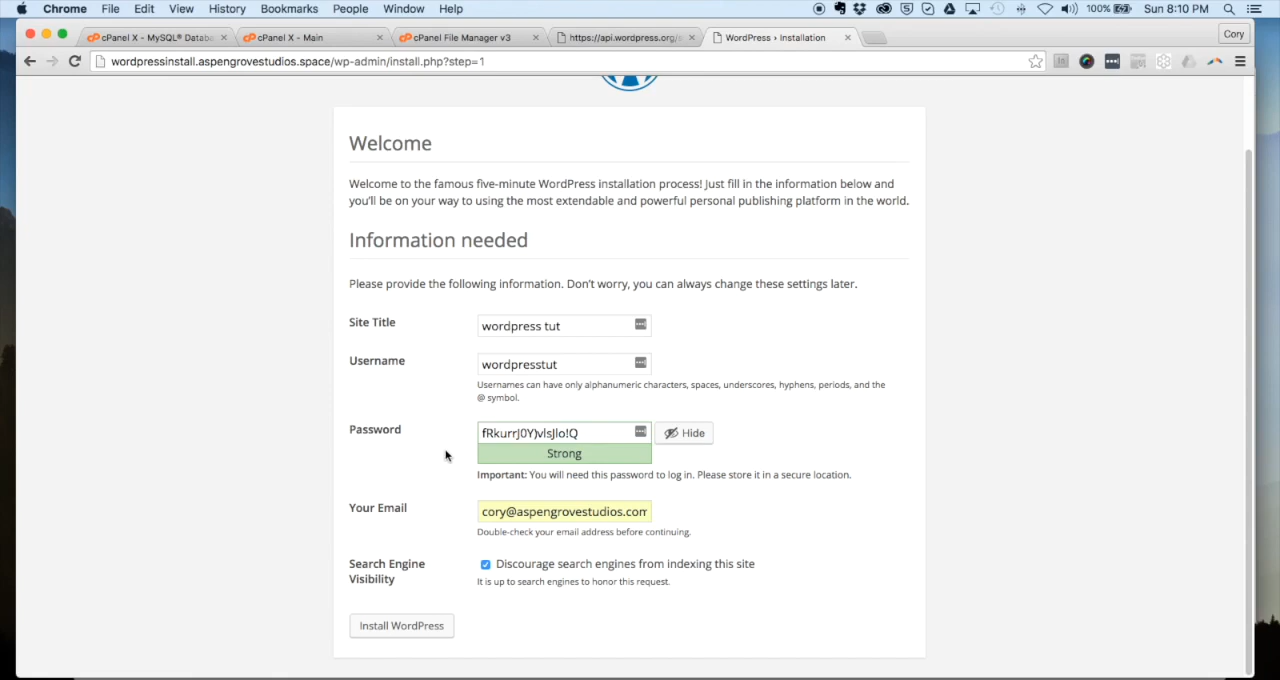 Chrome File Edit View History Bookmarks People Window Help 100% Sun 8:10 PM
cPanel X - MySQL® Databa cPanel X - Main cPanel File Manager v3 https://api.wordpress.org/s WordPress › Installation Cory
wordpressinstall.aspengrovestudios.space/wp-admin/install.php?step=1
Welcome
Welcome to the famous five-minute WordPress installation process! Just fill in the information below and
you'll be on your way to using the most extendable and powerful personal publishing platform in the world.
Information needed
Please provide the following information. Don't worry, you can always change these settings later.
Site Title wordpress tut
Username wordpresstut
Usernames can have only alphanumeric characters, spaces, underscores, hyphens, periods, and the
@ symbol.
Password Hide
Strong
Important: You will need this password to log in. Please store it in a secure location.
Your Email cory@aspengrovestudios.com
Double-check your email address before continuing.
Search Engine
Visibility
Discourage search engines from indexing this site
It is up to search engines to honor this request.
Install WordPress